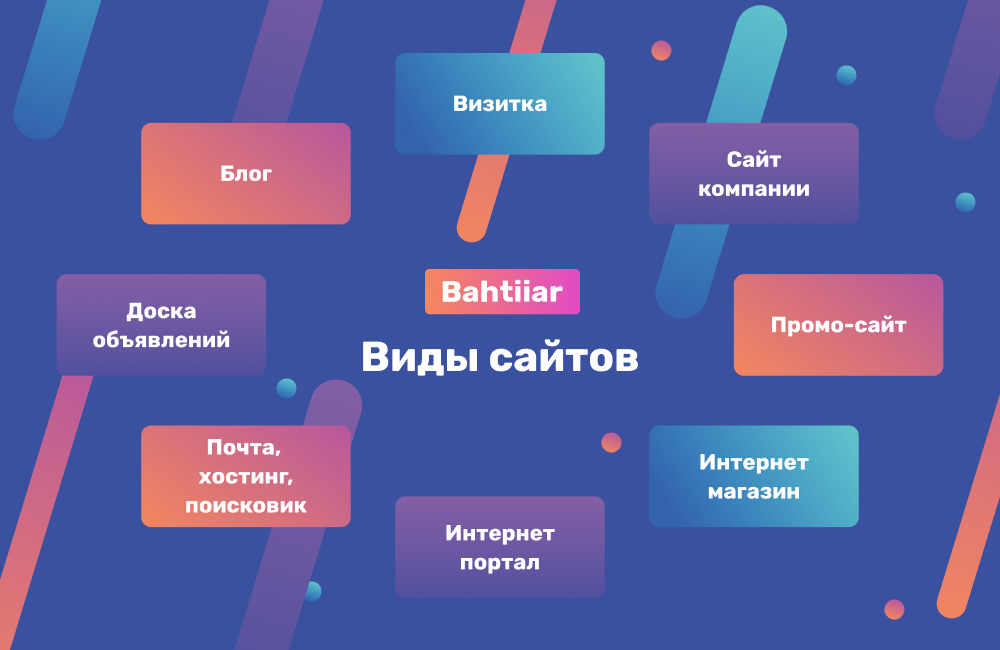 Визитка
Блог
Сайт
компании
Bahtiiar
Виды сайтов
Доска
объявлений
Промо-сайт
Почта,
хостинг,
поисковик
Интернет
магазин
Интернет
портал